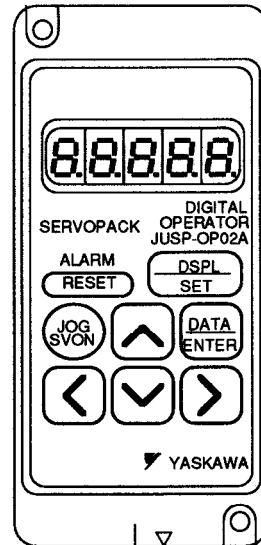 8.8.8.8.8.
DIGITAL
SERVOPACK OPERATOR
JUSP-OP02A
ALARM
RESET
DSPL
SET
JOG
SVON
DATA
ENTER
YASKAWA